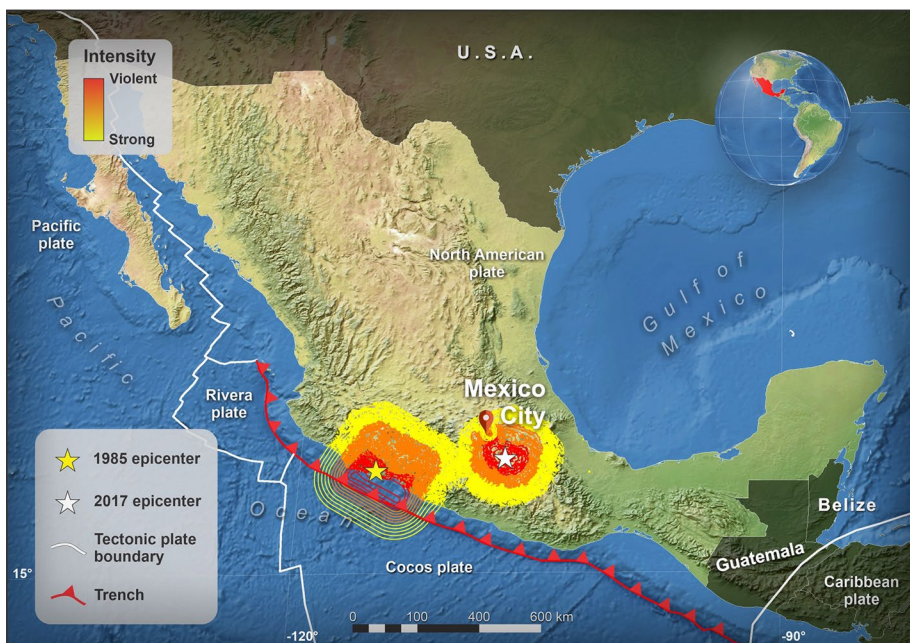 Intensity
Violent
Strong
U.S.A.
Pacific
plate
North American
plate
Gulf of
Mexico
Pacific
Ocean
Rivera
plate
Mexico
City
1985 epicenter
2017 epicenter
Tectonic plate
boundary
Trench
Belize
Guatemala
Caribbean
plate
Cocos plate
15°
0 100 400 600 km
-120°
-90°